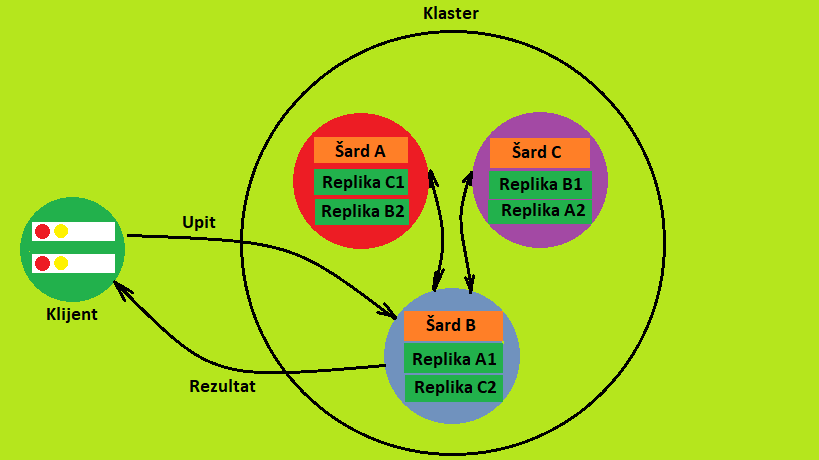 Klaster
Šard A
Replika C1
Replika B2
Šard C
Replika B1
Replika A2
Upit
Klijent
Šard B
Replika A1
Replika C2
Rezultat